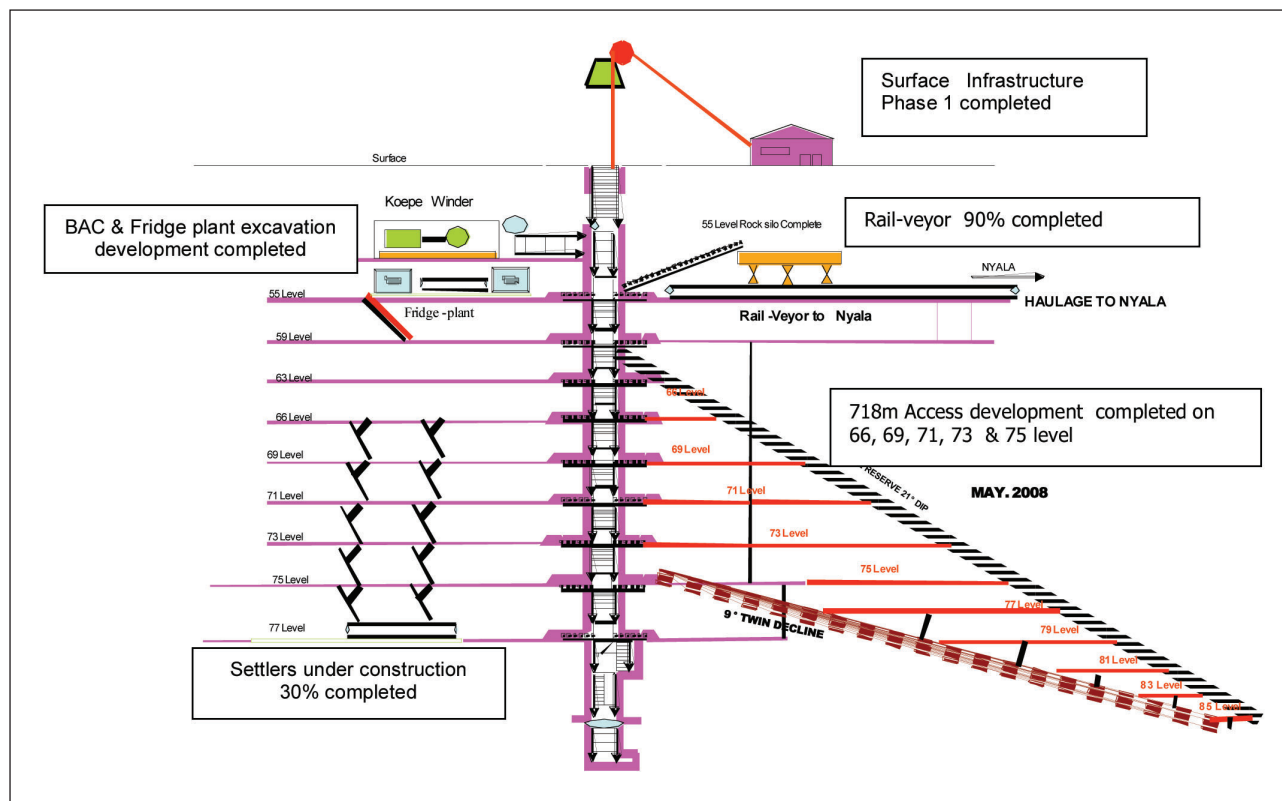 Surface Infrastructure
Phase 1 completed
Surface
Koepe Winder
BAC & Fridge plant excavation
development completed
55 Level Rock silo Complete
Rail-veyor 90% completed
NYALA
55 Level
Fridge -plant
HAULAGE TO NYALA
Rail -Veyor to Nyala
59 Level
63 Level
66 Level
66 Level
718m Access development completed on
66, 69, 71, 73 & 75 level
69 Level
69 Level
RESERVE 21° DIP
MAY. 2008
71 Level
71 Level
73 Level
73 Level
75 Level
75 Level
77 Level
9° TWIN DECLINE
77 Level
79 Level
Settlers under construction
30% completed
81 Level
83 Level
85 Level